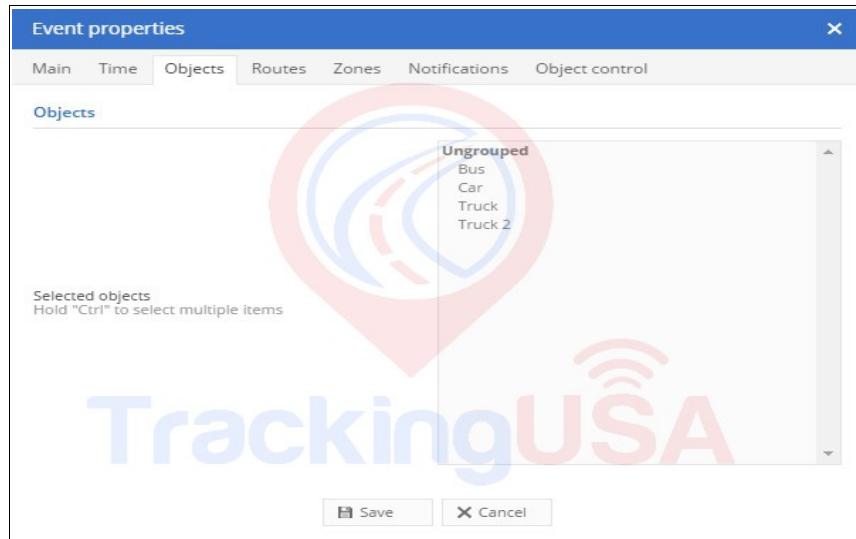 Event properties
Main Time Objects Routes Zones Notifications Object control
Objects
Ungrouped
Bus
Car
Truck
Truck 2
Selected objects
Hold "Ctrl" to select multiple items
TrackingUSA
Save Cancel